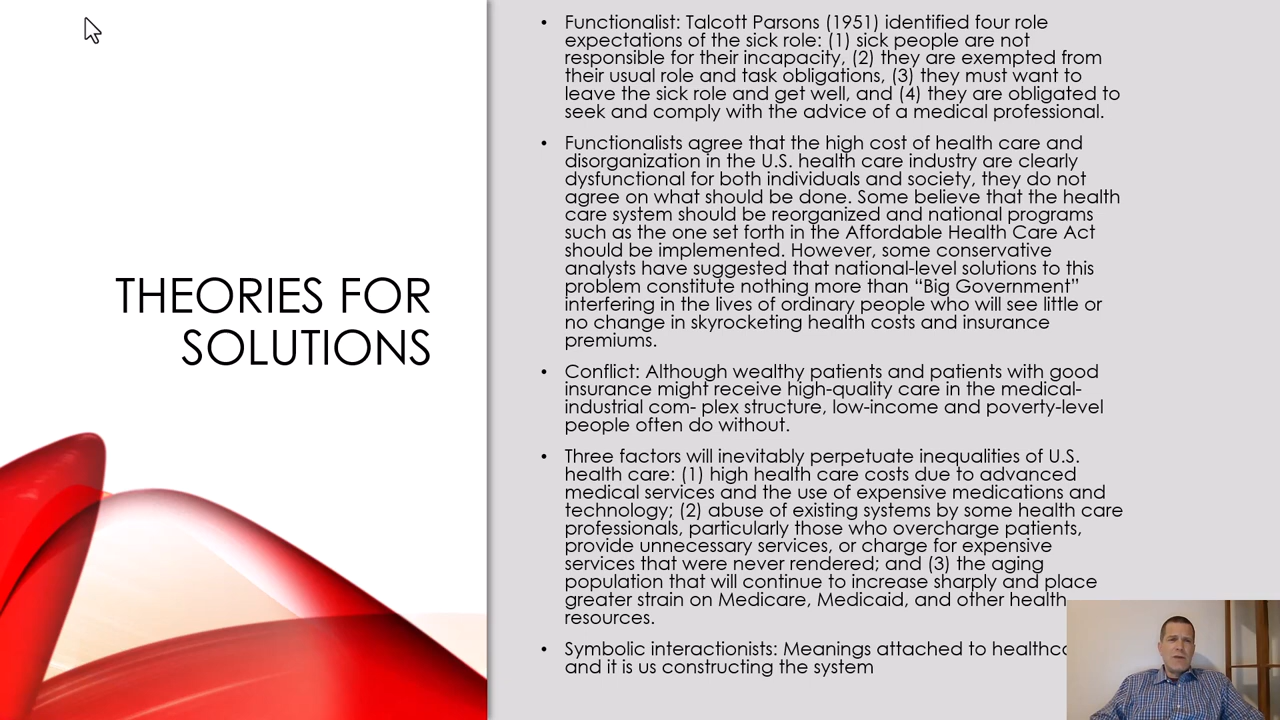 THEORIES FOR
SOLUTIONS
• Functionalist: Talcott Parsons (1951) identified four role
expectations of the sick role: (1) sick people are not
responsible for their incapacity, (2) they are exempted from
their usual role and task obligations, (3) they must want to
leave the sick role and get well, and (4) they are obligated to
seek and comply with the advice of a medical professional.
• Functionalists agree that the high cost of health care and
disorganization in the U.S. health care industry are clearly
dysfunctional for both individuals and society, they do not
agree on what should be done. Some believe that the health
care system should be reorganized and national programs
such as the one set forth in the Affordable Health Care Act
should be implemented. However, some conservative
analysts have suggested that national-level solutions to this
problem constitute nothing more than “Big Government”
interfering in the lives of ordinary people who will see little or
no change in skyrocketing health costs and insurance
premiums.
• Conflict: Although wealthy patients and patients with good
insurance might receive high-quality care in the medical-
industrial com- plex structure, low-income and poverty-level
people often do without.
• Three factors will inevitably perpetuate inequalities of U.S.
health care: (1) high health care costs due to advanced
medical services and the use of expensive medications and
technology; (2) abuse of existing systems by some health care
professionals, particularly those who overcharge patients,
provide unnecessary services, or charge for expensive
services that were never rendered; and (3) the aging
population that will continue to increase sharply and place
greater strain on Medicare, Medicaid, and other health
resources.
• Symbolic interactionists: Meanings attached to
and it is us constructing the system